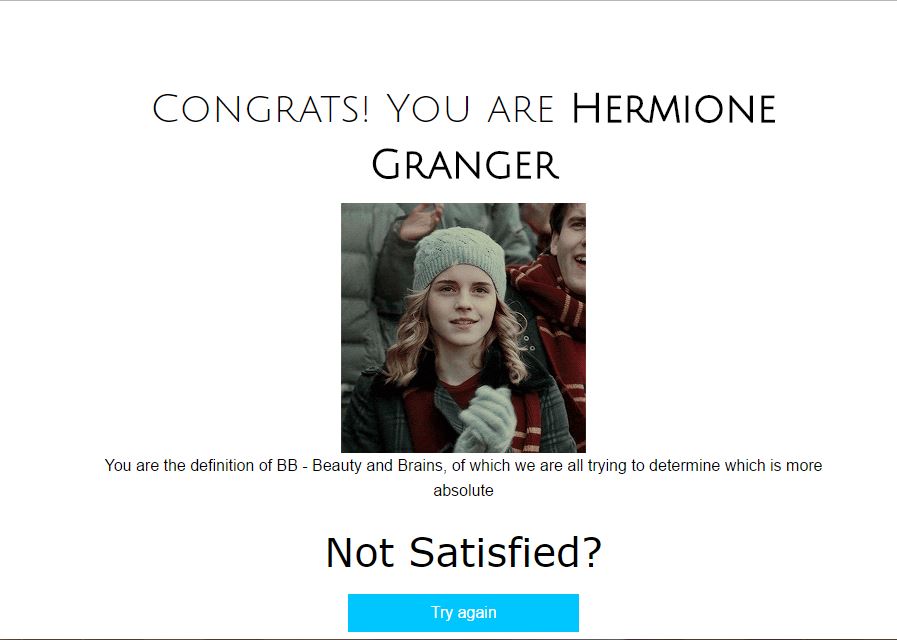 Congrats! You are Hermione
Granger
You are the definition of BB - Beauty and Brains, of which we are all trying to determine which is more
absolute
Not Satisfied?
Try again